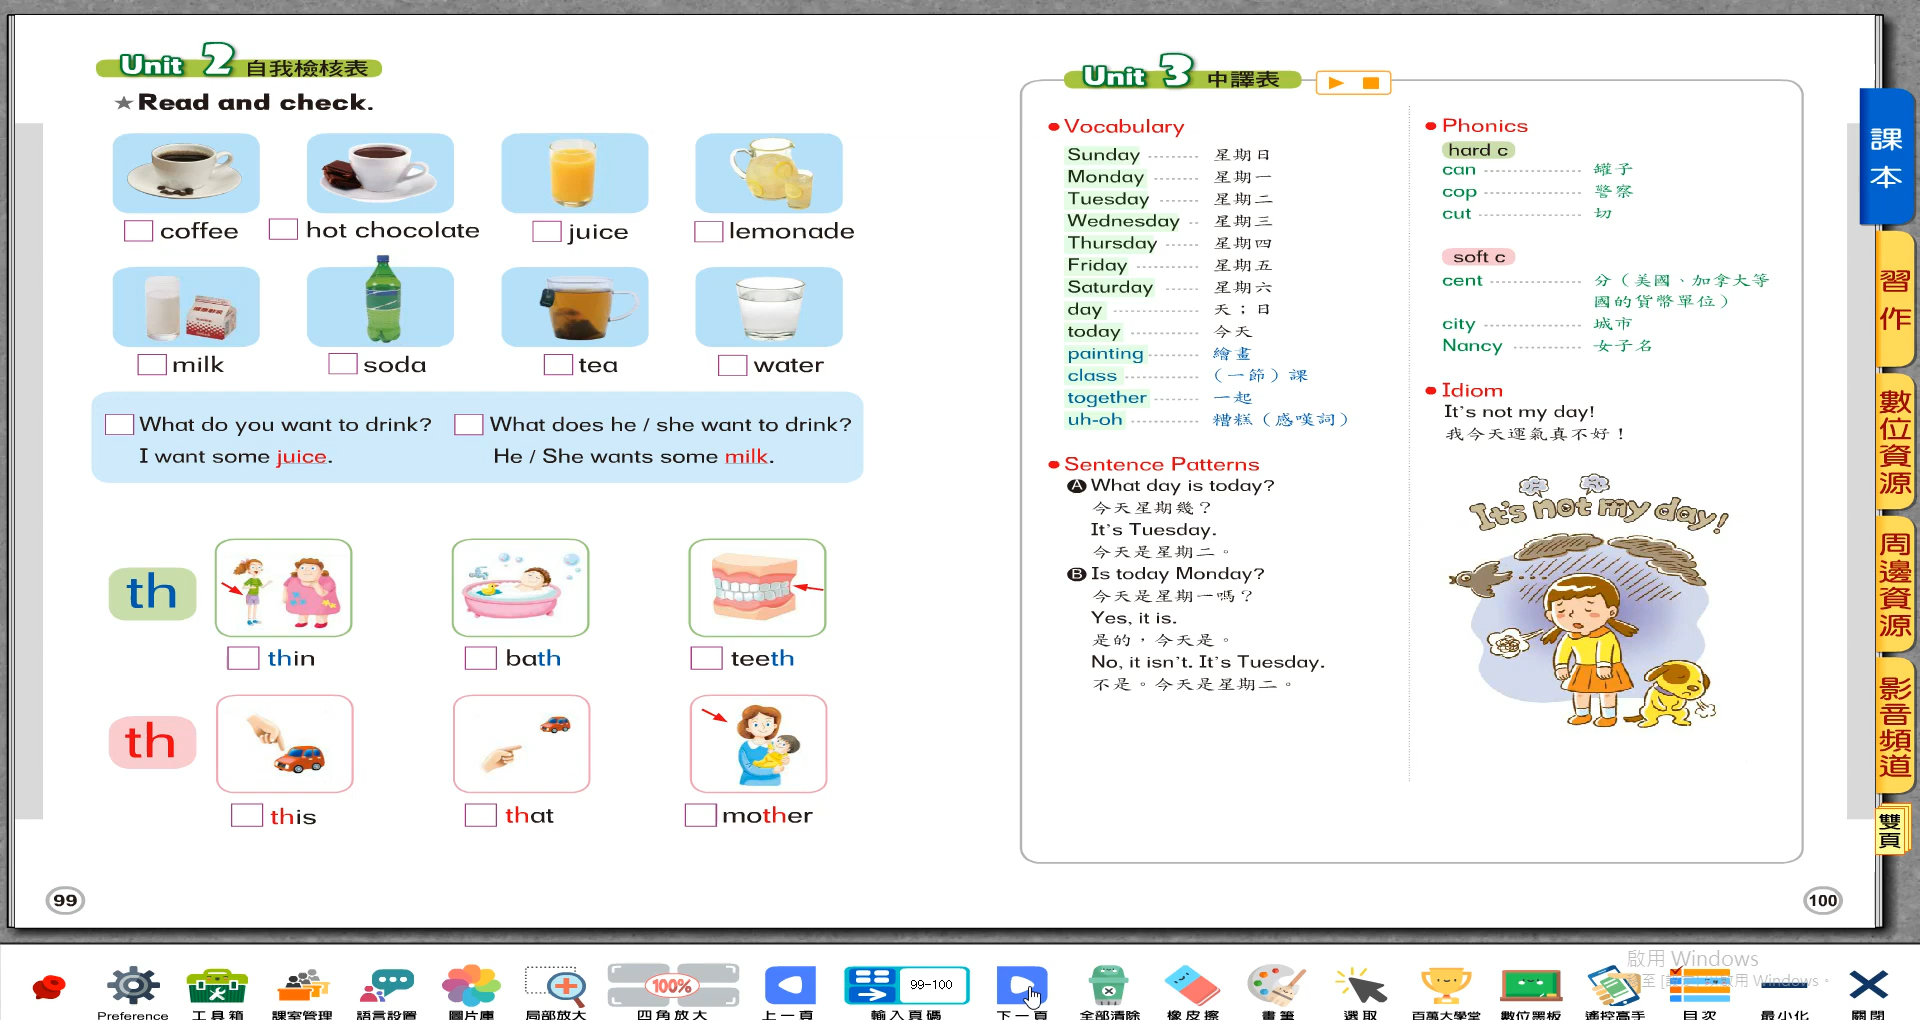 Unit 2 自我檢核表
★ Read and check.
coffee
hot chocolate
juice
lemonade
milk
soda
tea
water
What do you want to drink?
I want some juice.
What does he / she want to drink?
He / She wants some milk.
th
thin
bath
teeth
th
this
that
mother
99
Unit 3 中譯表
Vocabulary
Sunday 星期日
Monday 星期一
Tuesday 星期二
Wednesday 星期三
Thursday 星期四
Friday 星期五
Saturday 星期六
day 天；日
today 今天
painting 繪畫
class （一節）課
together 一起
uh-oh 糟糕（感嘆詞）
Sentence Patterns
A What day is today?
今天星期幾？
It's Tuesday.
今天是星期二。
B Is today Monday?
今天是星期一嗎？
Yes, it is.
是的，今天是。
No, it isn't. It's Tuesday.
不是。今天是星期二。
Phonics
hard c
can 罐子
cop 警察
cut 切
soft c
cent 分（美國、加拿大等
國的貨幣單位）
city 城市
Nancy 女子名
Idiom
It's not my day!
我今天運氣真不好！
It's not my day!
100
課本
習作
數位資源
周邊資源
影音頻道
雙頁
啟用 Windows
Preference
工具箱
課室管理
語言設置
圖片庫
局部放大
100%
四角放大
上一頁
99-100
輸入頁碼
下一頁
全部清除
橡皮擦
畫筆
選取
百萬大學堂
數位黑板
遙控高手
目次
最小化
關閉